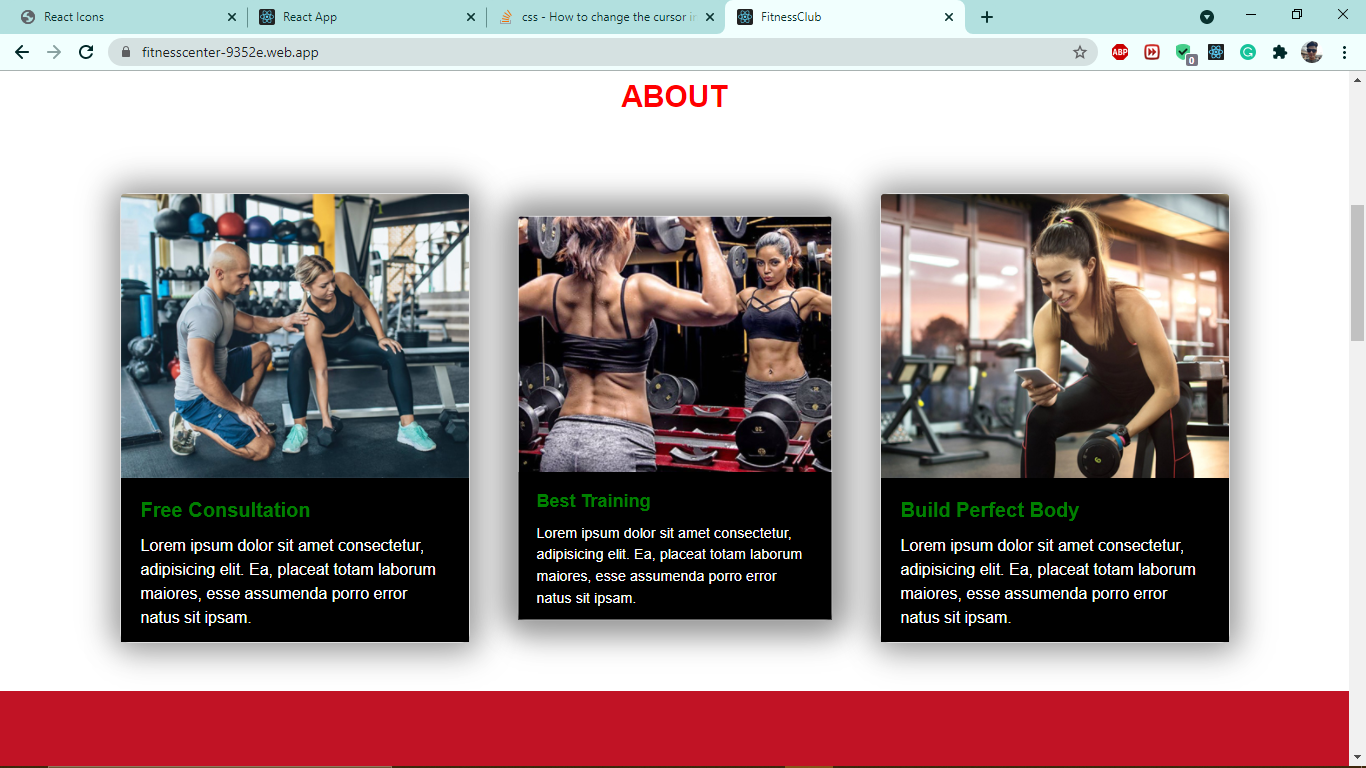 React Icons
React App
css - How to change the cursor in
FitnessClub
fitnesscenter-9352e.web.app
ABP
0
ABOUT
Free Consultation
Lorem ipsum dolor sit amet consectetur,
adipisicing elit. Ea, placeat totam laborum
maiores, esse assumenda porro error
natus sit ipsam.
Best Training
Lorem ipsum dolor sit amet consectetur,
adipisicing elit. Ea, placeat totam laborum
maiores, esse assumenda porro error
natus sit ipsam.
Build Perfect Body
Lorem ipsum dolor sit amet consectetur,
adipisicing elit. Ea, placeat totam laborum
maiores, esse assumenda porro error
natus sit ipsam.